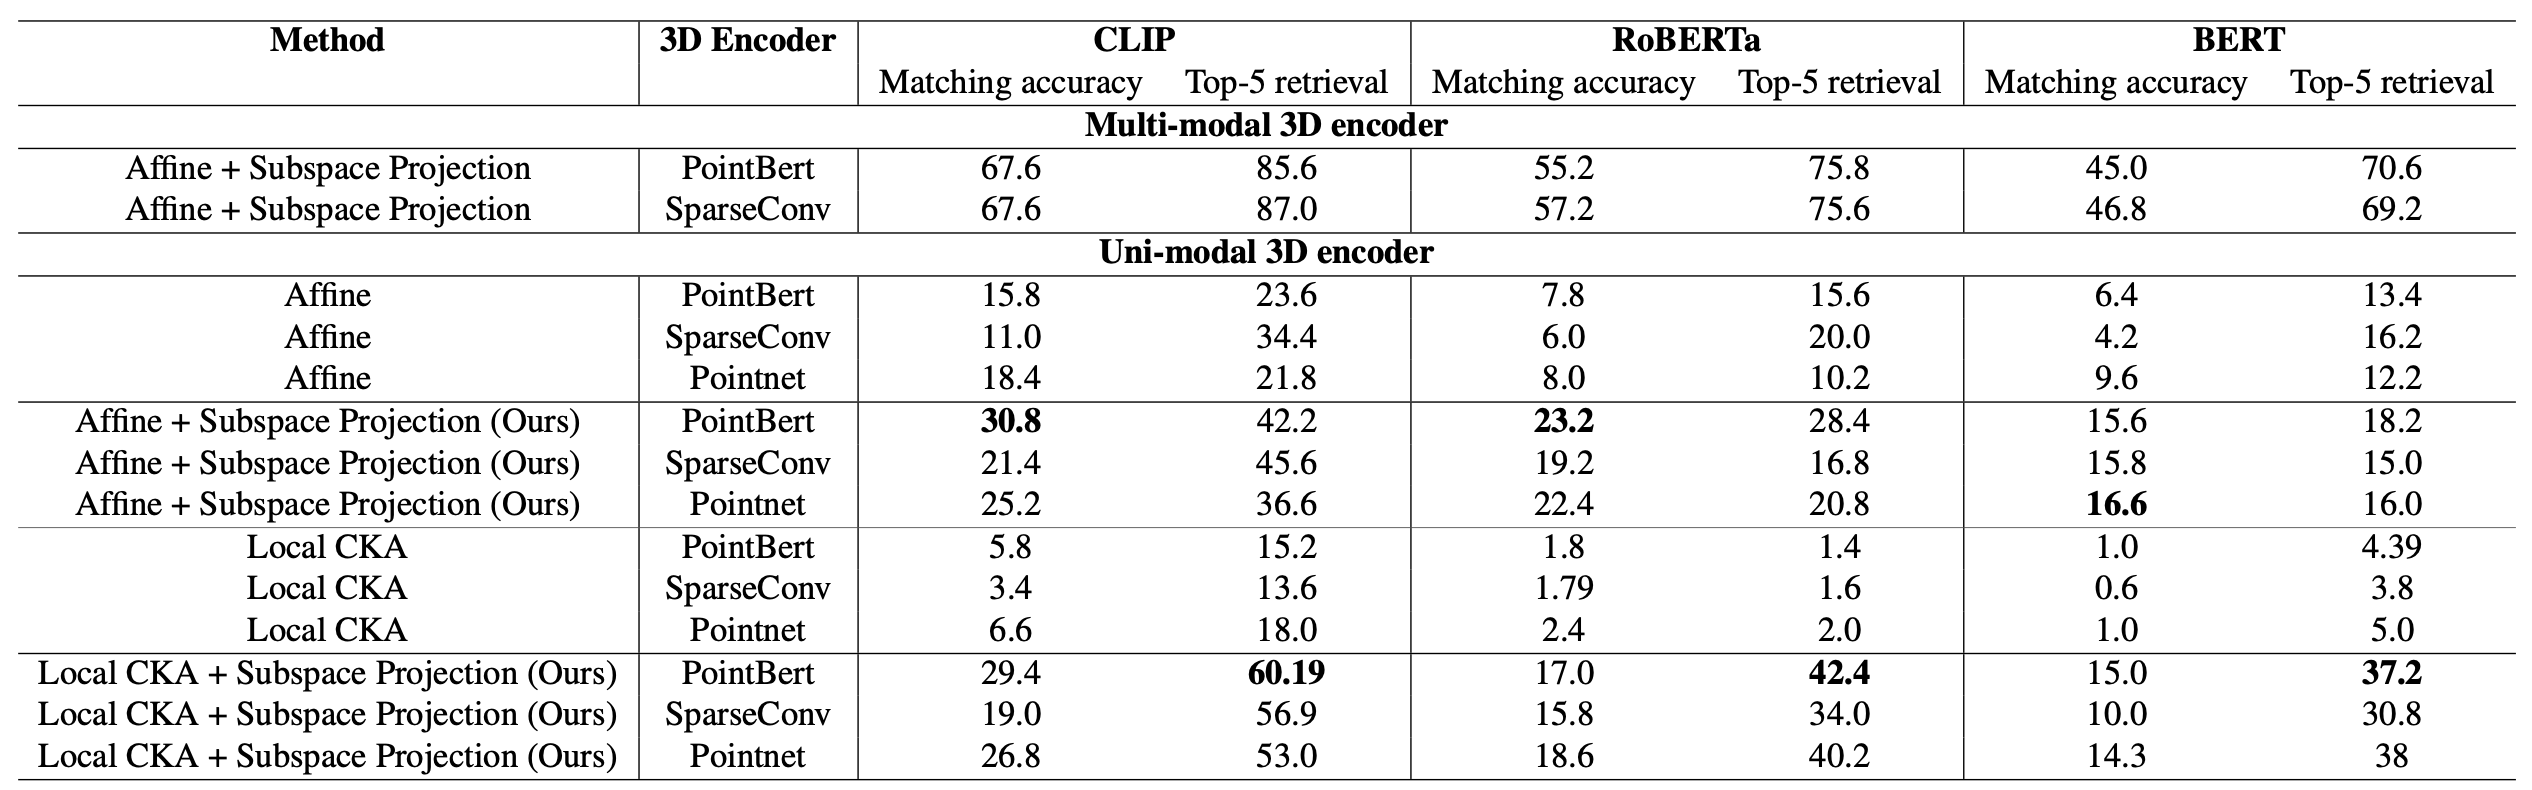 Method 3D Encoder CLIP RoBERTa BERT
Matching accuracy Top-5 retrieval Matching accuracy Top-5 retrieval Matching accuracy Top-5 retrieval
Multi-modal 3D encoder
Affine + Subspace Projection PointBert 67.6 85.6 55.2 75.8 45.0 70.6
Affine + Subspace Projection SparseConv 67.6 87.0 57.2 75.6 46.8 69.2
Uni-modal 3D encoder
Affine PointBert 15.8 23.6 7.8 15.6 6.4 13.4
Affine SparseConv 11.0 34.4 6.0 20.0 4.2 16.2
Affine Pointnet 18.4 21.8 8.0 10.2 9.6 12.2
Affine + Subspace Projection (Ours) PointBert 30.8 42.2 23.2 28.4 15.6 18.2
Affine + Subspace Projection (Ours) SparseConv 21.4 45.6 19.2 16.8 15.8 15.0
Affine + Subspace Projection (Ours) Pointnet 25.2 36.6 22.4 20.8 16.6 16.0
Local CKA PointBert 5.8 15.2 1.8 1.4 1.0 4.39
Local CKA SparseConv 3.4 13.6 1.79 1.6 0.6 3.8
Local CKA Pointnet 6.6 18.0 2.4 2.0 1.0 5.0
Local CKA + Subspace Projection (Ours) PointBert 29.4 60.19 17.0 42.4 15.0 37.2
Local CKA + Subspace Projection (Ours) SparseConv 19.0 56.9 15.8 34.0 10.0 30.8
Local CKA + Subspace Projection (Ours) Pointnet 26.8 53.0 18.6 40.2 14.3 38